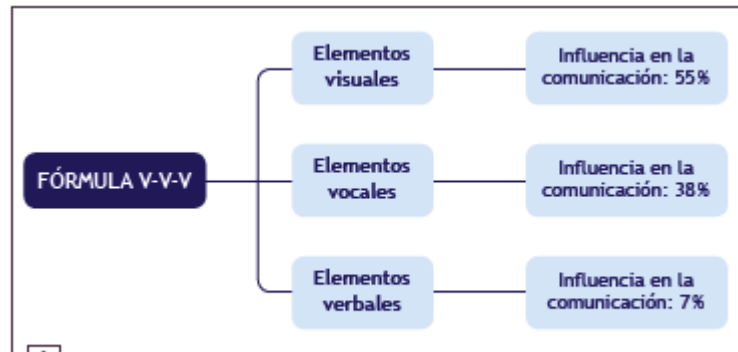 Elementos
visuales
Influencia en la
comunicación: 55%
FÓRMULA V-V-V
Elementos
vocales
Influencia en la
comunicación: 38%
Elementos
verbales
Influencia en la
comunicación: 7%